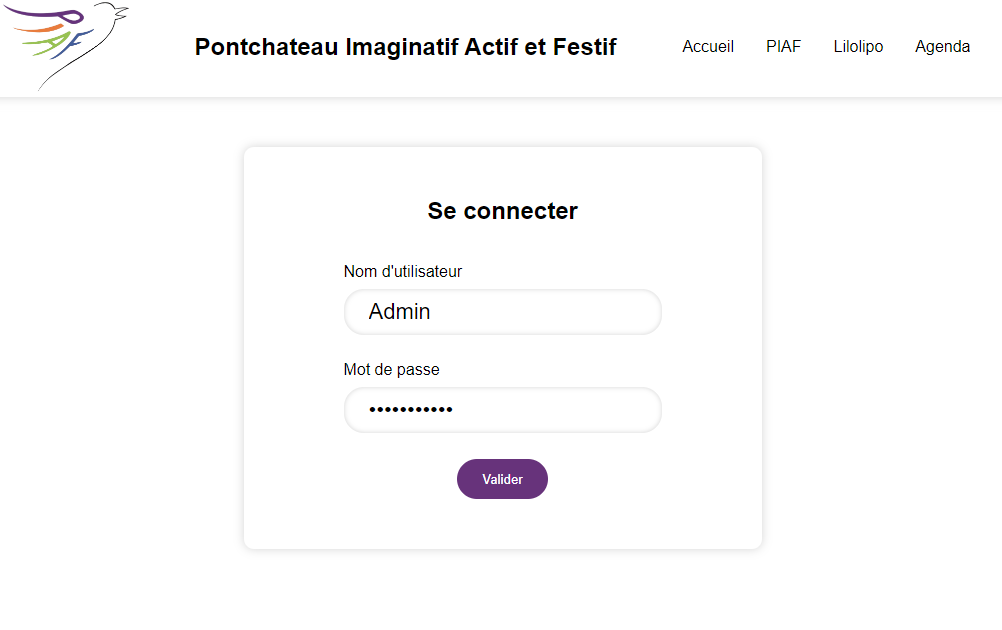 Pontchateau Imaginatif Actif et Festif
Accueil PIAF Lilolipo Agenda
Se connecter
Nom d'utilisateur
Admin
Mot de passe
•••••••••••
Valider